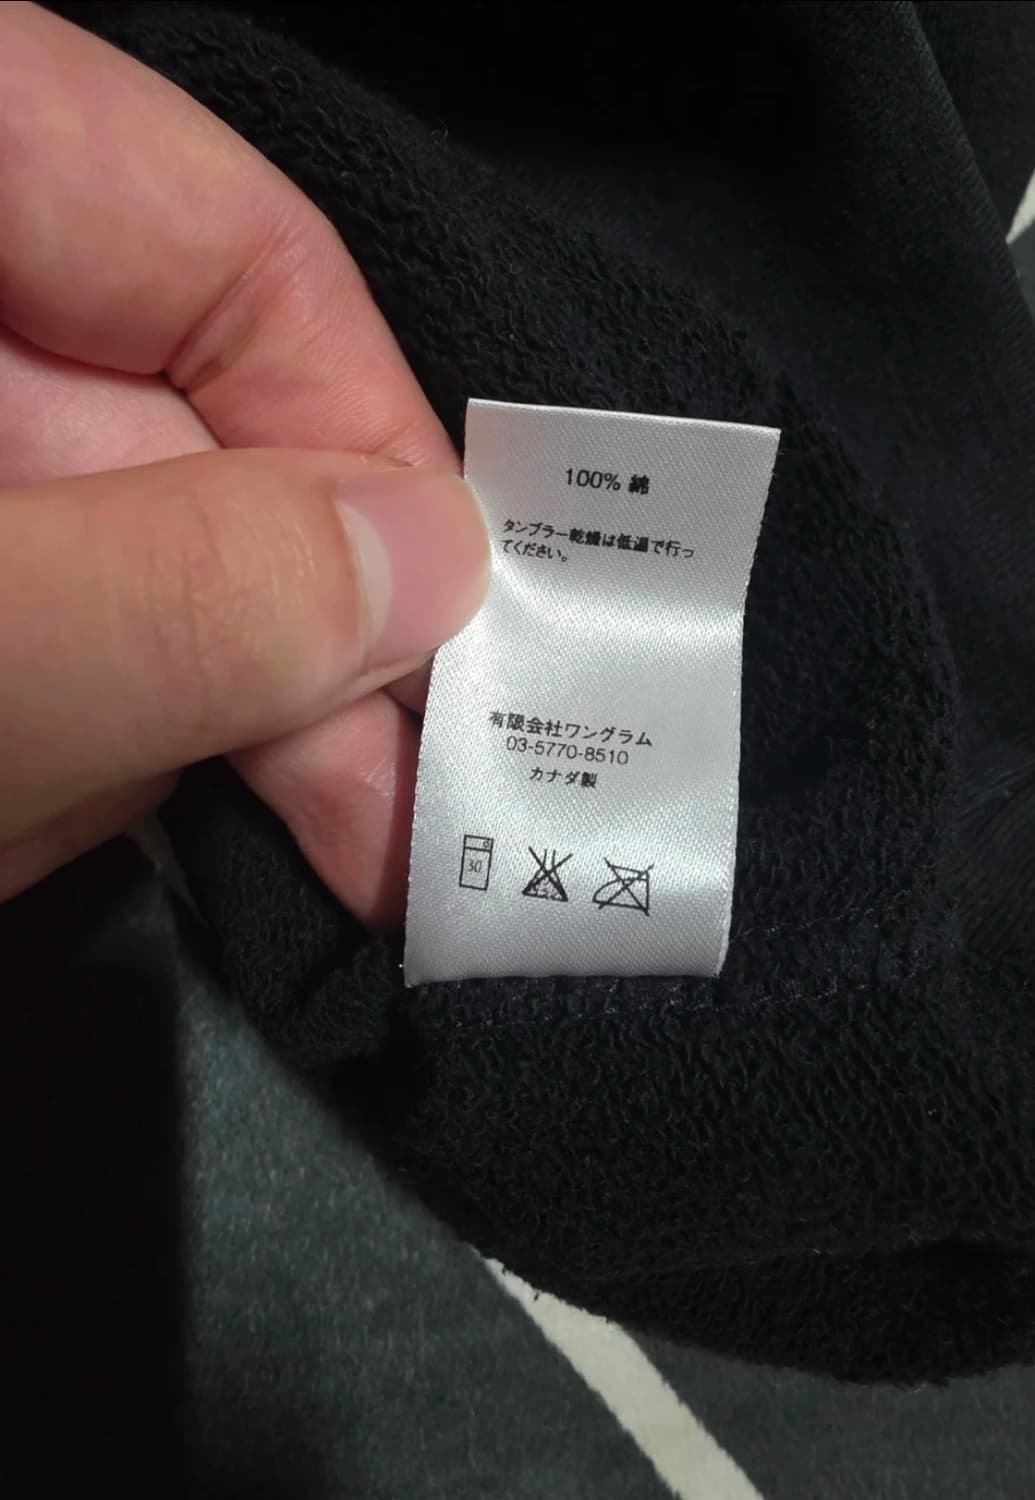 100% 綿
タンブラー乾燥は低温で行っ
てください。
有限会社ワングラム
03-5770-8510
カナダ製
30